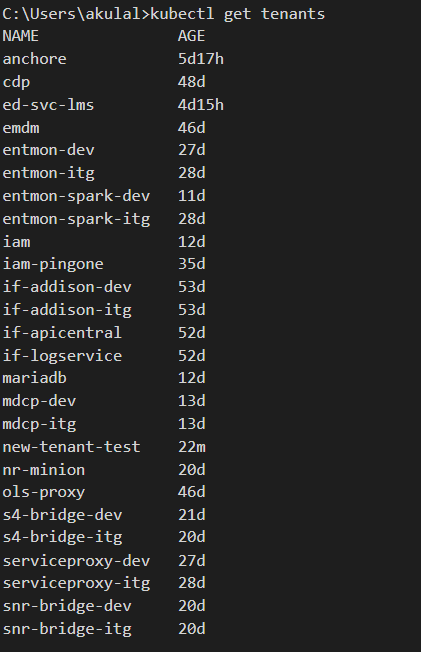 C:\Users\akulal>kubectl get tenants
NAME AGE
anchore 5d17h
cdp 48d
ed-svc-lms 4d15h
emdm 46d
entmon-dev 27d
entmon-itg 28d
entmon-spark-dev 11d
entmon-spark-itg 28d
iam 12d
iam-pingone 35d
if-addison-dev 53d
if-addison-itg 53d
if-apicentral 52d
if-logservice 52d
mariadb 12d
mdcp-dev 13d
mdcp-itg 13d
new-tenant-test 22m
nr-minion 20d
ols-proxy 46d
s4-bridge-dev 21d
s4-bridge-itg 20d
serviceproxy-dev 27d
serviceproxy-itg 28d
snr-bridge-dev 20d
snr-bridge-itg 20d